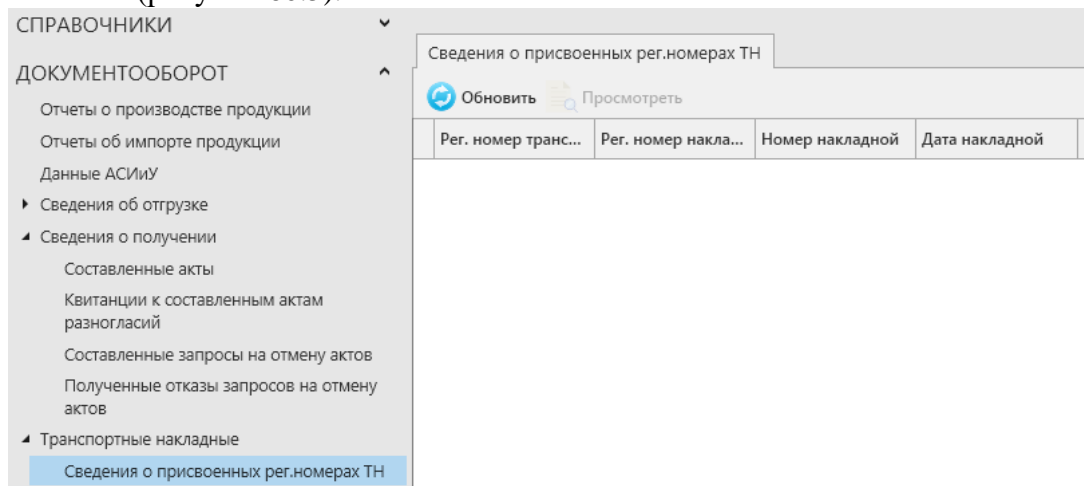 СПРАВОЧНИКИ
ДОКУМЕНТООБОРОТ
Отчеты о производстве продукции
Отчеты об импорте продукции
Данные АСИиУ
Сведения об отгрузке
Сведения о получении
Составленные акты
Квитанции к составленным актам
разногласий
Составленные запросы на отмену актов
Полученные отказы запросов на отмену
актов
Транспортные накладные
Сведения о присвоенных рег.номерах ТН
Сведения о присвоенных рег.номерах ТН
Обновить Просмотреть
Рег. номер транс... Рег. номер накла... Номер накладной Дата накладной